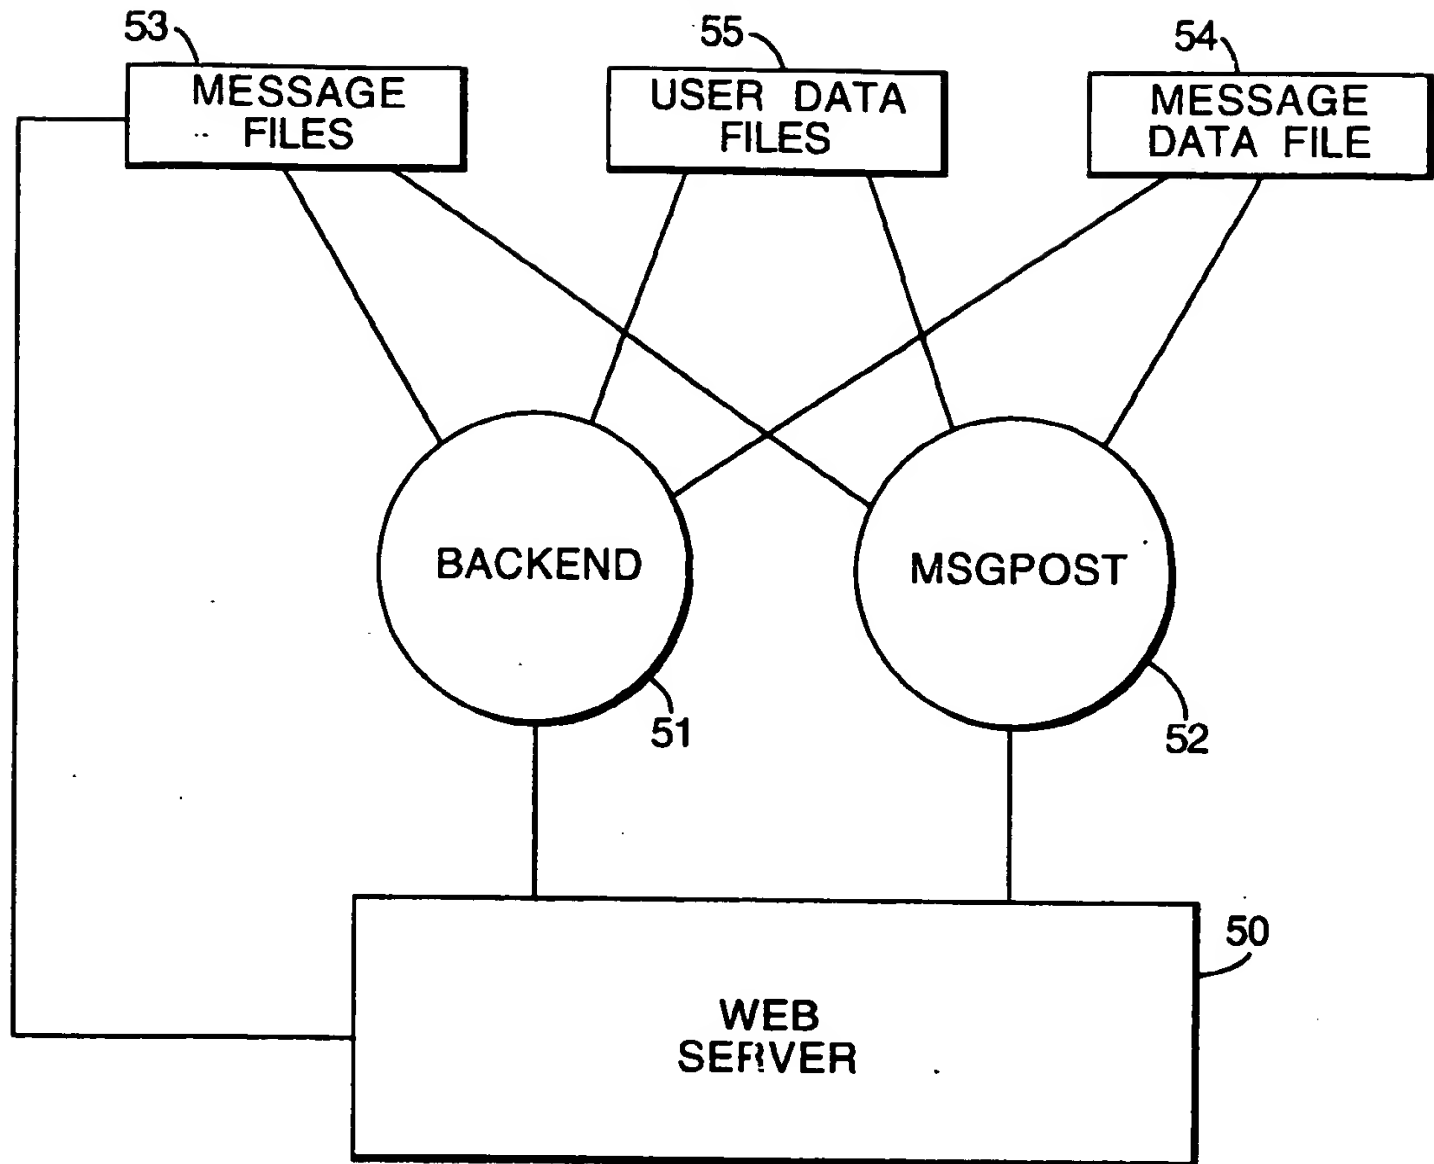 53
55
54
MESSAGE
FILES
USER DATA
FILES
MESSAGE
DATA FILE
BACKEND
MSGPOST
51
52
50
WEB
SERVER